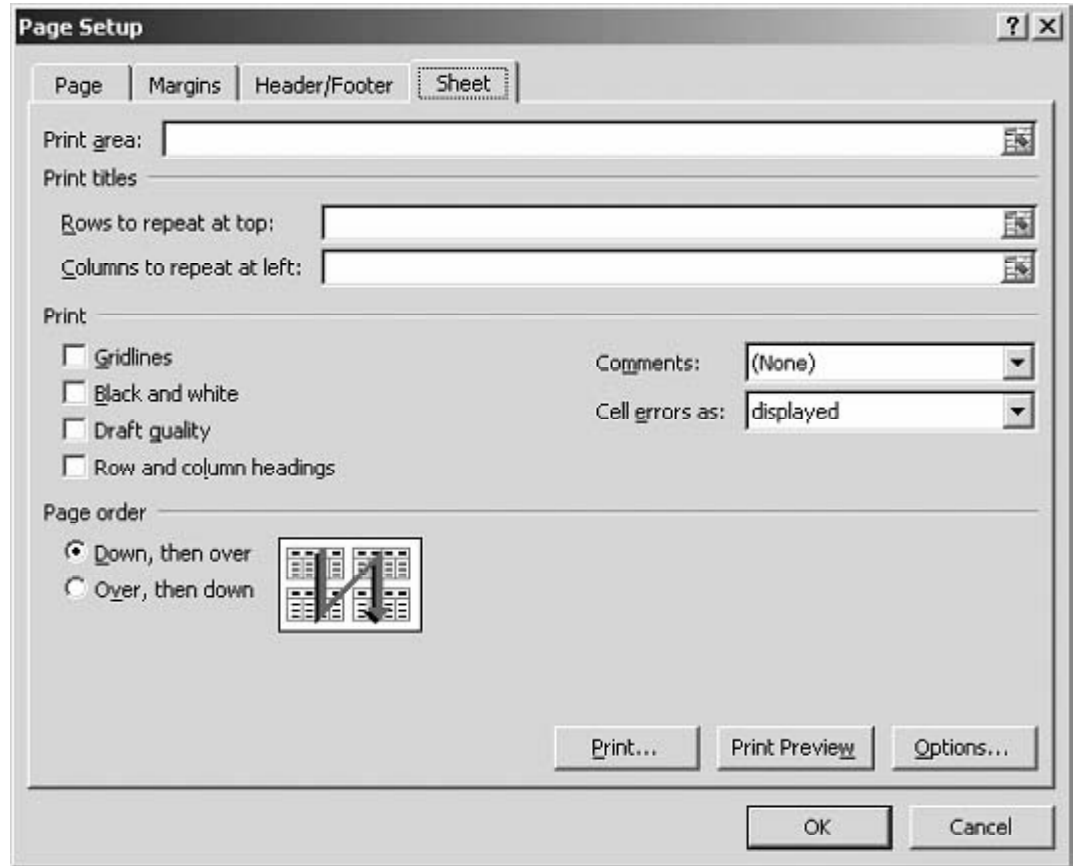 Page Setup
Page Margins Header/Footer Sheet
Print area:
Print titles
Rows to repeat at top:
Columns to repeat at left:
Print
Gridlines
Black and white
Draft quality
Row and column headings
Comments: (None)
Cell errors as: displayed
Page order
Down, then over
Over, then down
Print... Print Preview Options...
OK Cancel